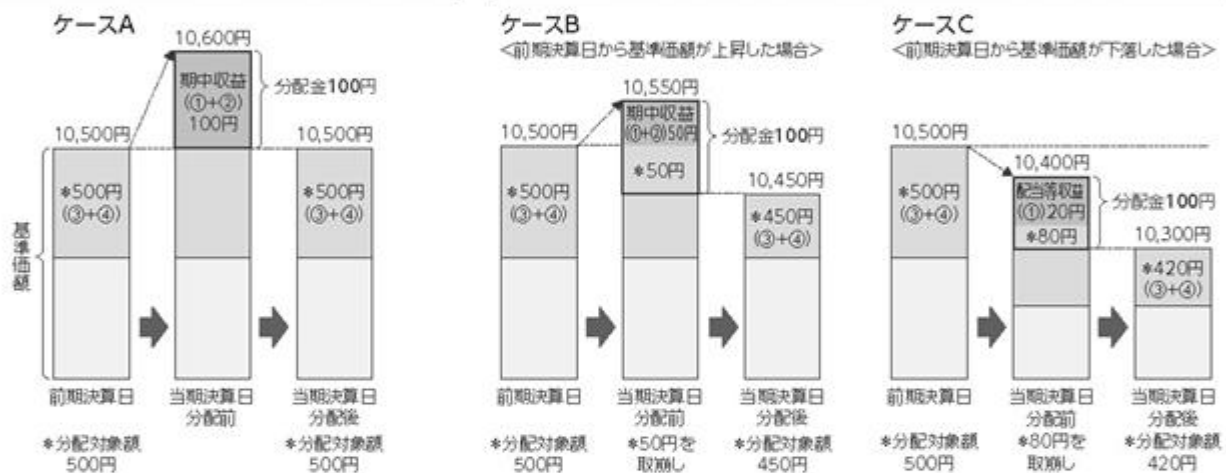 ケースA
10,600円
期中収益
(①+②)
100円
分配金100円
10,500円
10,500円
*500円
(③+④)
*500円
(③+④)
基準価額
前期決算日
当期決算日
分配前
当期決算日
分配後
*分配対象額
500円
*分配対象額
500円
ケースB
<前期決算日から基準価額が上昇した場合>
10,550円
期中収益
(①+②)50円
*50円
分配金100円
10,500円
10,450円
*500円
(③+④)
*450円
(③+④)
前期決算日
当期決算日
分配前
当期決算日
分配後
*分配対象額
500円
*50円を
取崩し
*分配対象額
450円
ケースC
<前期決算日から基準価額が下落した場合>
10,500円
10,400円
配当等収益
(①)20円
*80円
分配金100円
10,300円
*500円
(③+④)
*420円
(③+④)
前期決算日
当期決算日
分配前
当期決算日
分配後
*分配対象額
500円
*80円を
取崩し
*分配対象額
420円